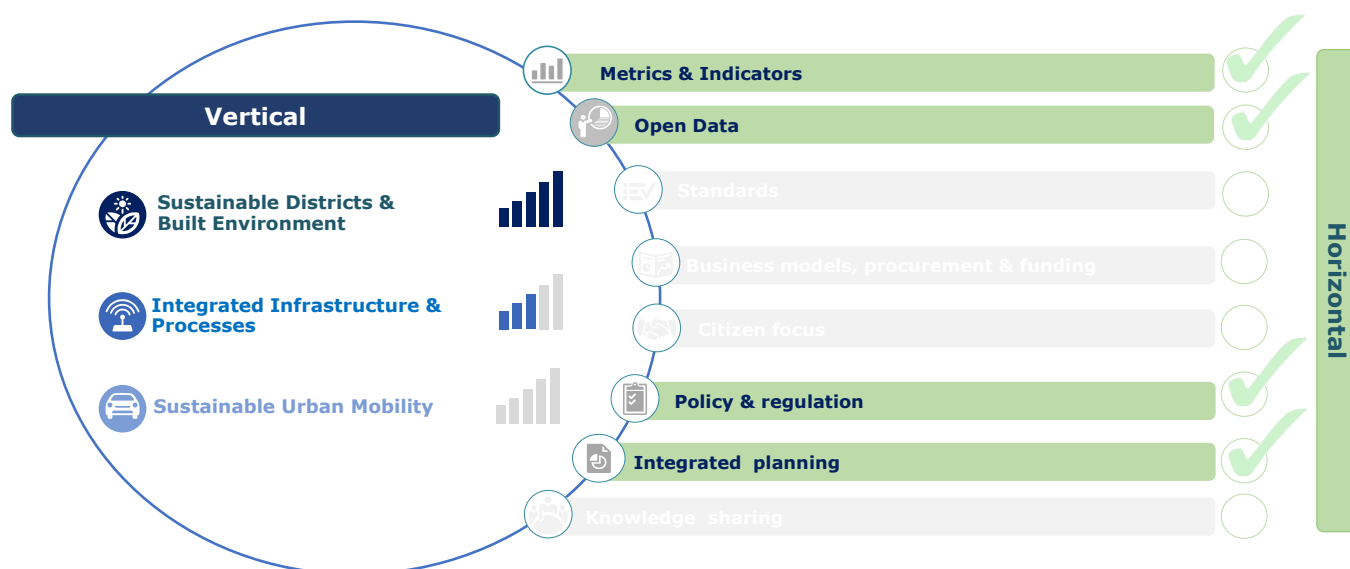 Vertical
Sustainable Districts &
Built Environment
Integrated Infrastructure &
Processes
Sustainable Urban Mobility
Metrics & Indicators
Open Data
Standards
Business models, procurement & funding
Citizen focus
Policy & regulation
Integrated planning
Knowledge sharing
Horizontal